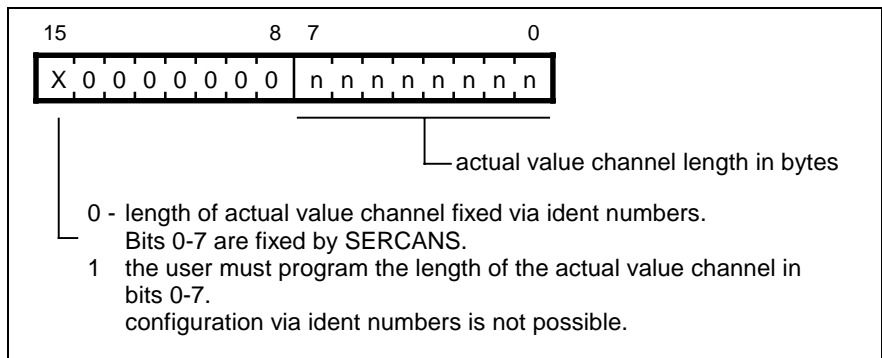 15 8 7 0
X 0 0 0 0 0 0 0 n n n n n n n n
actual value channel length in bytes
0 - length of actual value channel fixed via ident numbers.
Bits 0-7 are fixed by SERCANS.
1 the user must program the length of the actual value channel in
bits 0-7.
configuration via ident numbers is not possible.